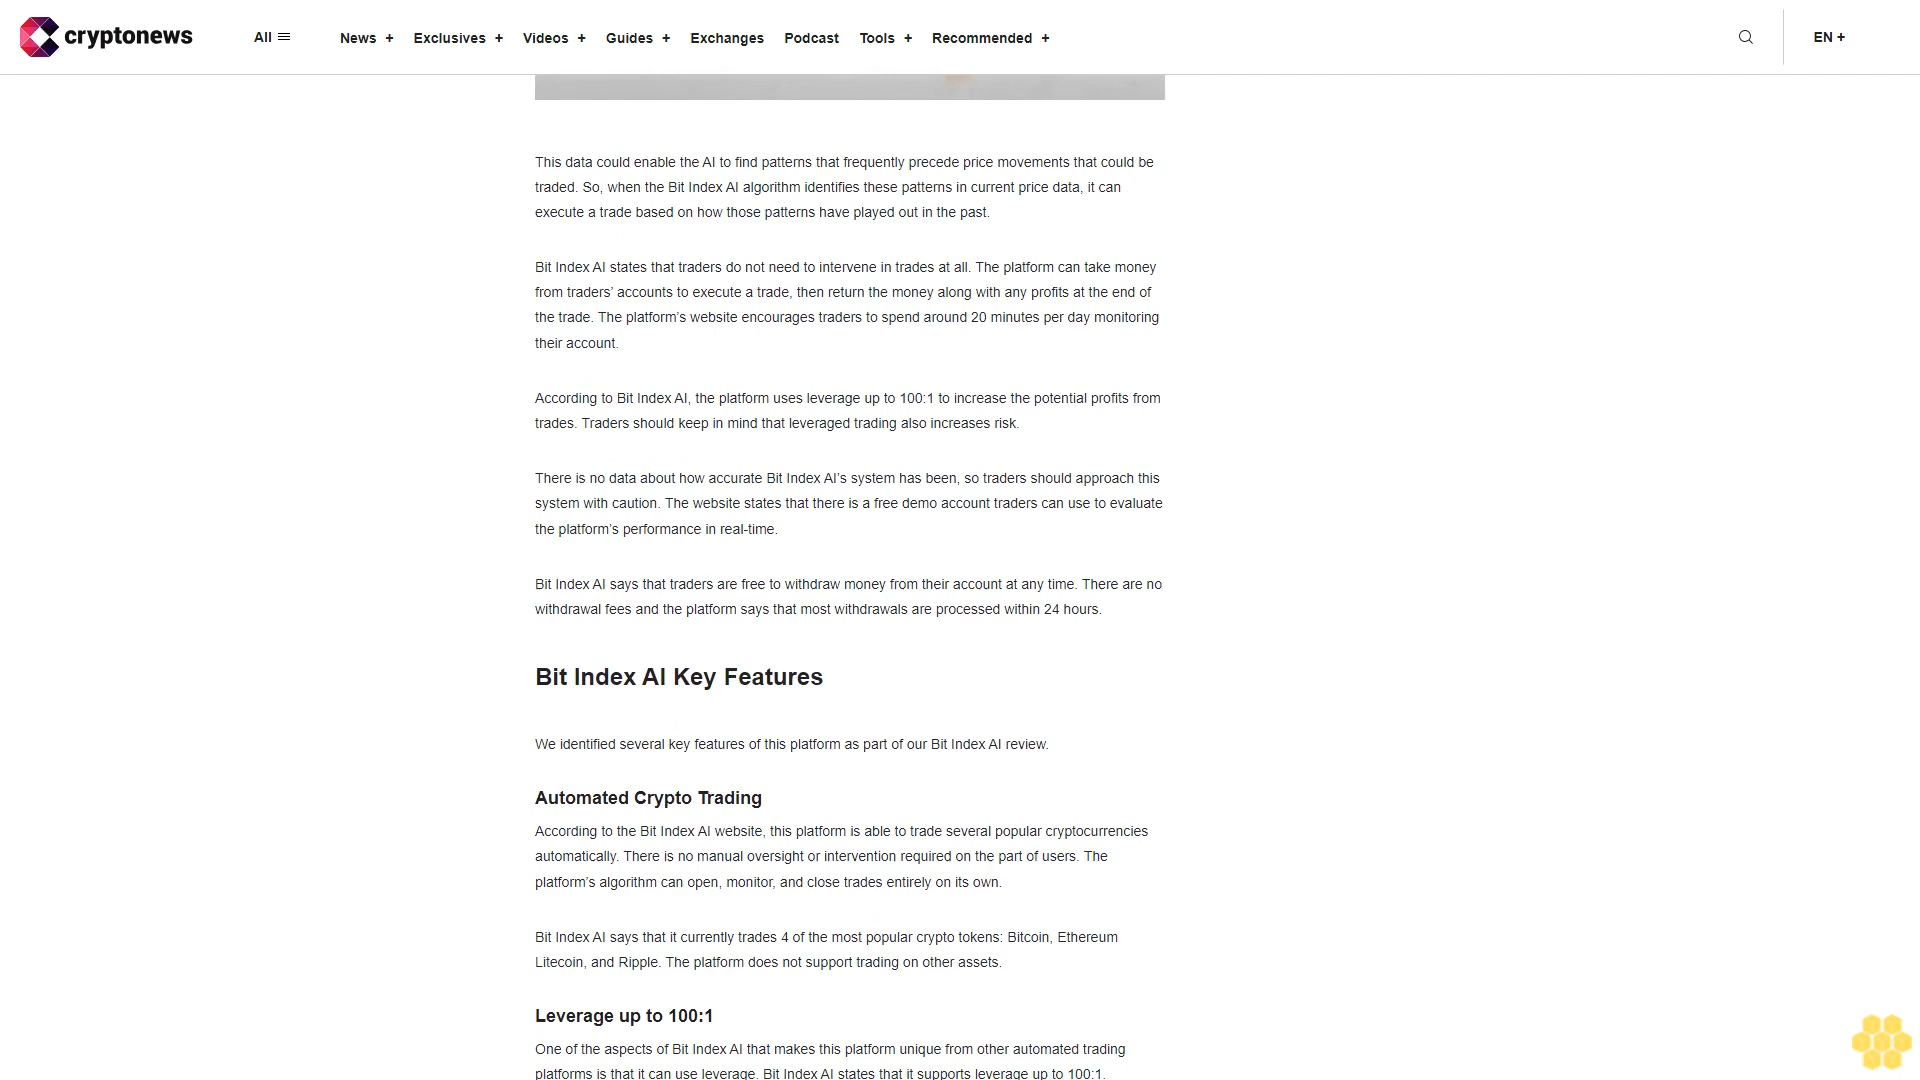 cryptonews
All
News +
Exclusives +
Videos +
Guides +
Exchanges
Podcast
Tools +
Recommended +
EN +
This data could enable the AI to find patterns that frequently precede price movements that could be
traded. So, when the Bit Index AI algorithm identifies these patterns in current price data, it can
execute a trade based on how those patterns have played out in the past.
Bit Index AI states that traders do not need to intervene in trades at all. The platform can take money
from traders’ accounts to execute a trade, then return the money along with any profits at the end of
the trade. The platform’s website encourages traders to spend around 20 minutes per day monitoring
their account.
According to Bit Index AI, the platform uses leverage up to 100:1 to increase the potential profits from
trades. Traders should keep in mind that leveraged trading also increases risk.
There is no data about how accurate Bit Index AI’s system has been, so traders should approach this
system with caution. The website states that there is a free demo account traders can use to evaluate
the platform’s performance in real-time.
Bit Index AI says that traders are free to withdraw money from their account at any time. There are no
withdrawal fees and the platform says that most withdrawals are processed within 24 hours.
Bit Index AI Key Features
We identified several key features of this platform as part of our Bit Index AI review.
Automated Crypto Trading
According to the Bit Index AI website, this platform is able to trade several popular cryptocurrencies
automatically. There is no manual oversight or intervention required on the part of users. The
platform’s algorithm can open, monitor, and close trades entirely on its own.
Bit Index AI says that it currently trades 4 of the most popular crypto tokens: Bitcoin, Ethereum
Litecoin, and Ripple. The platform does not support trading on other assets.
Leverage up to 100:1
One of the aspects of Bit Index AI that makes this platform unique from other automated trading
platforms is that it can use leverage. Bit Index AI states that it supports leverage up to 100:1.